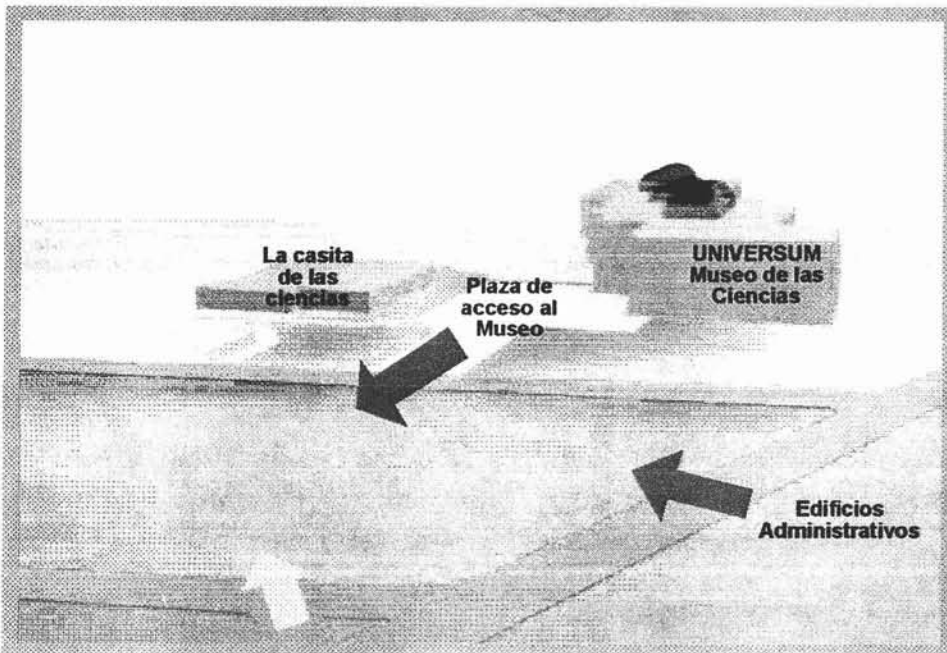 La casita
de las
ciencias
Plaza de
acceso al
Museo
UNIVERSUM
Museo de las
Ciencias
Edificios
Administrativos